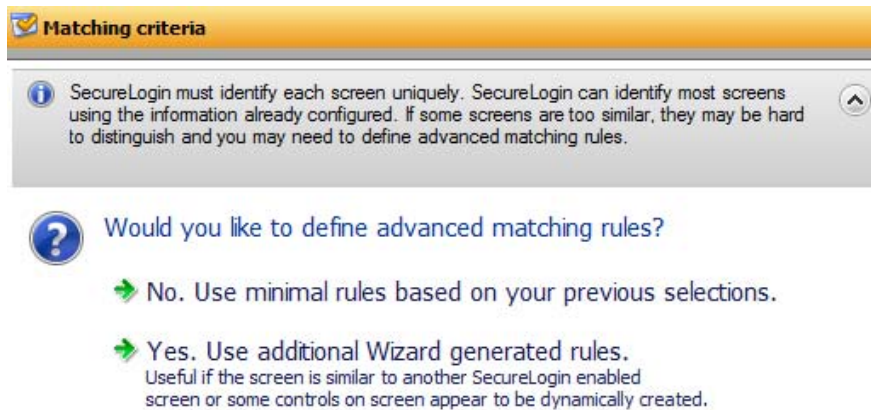 Matching criteria
SecureLogin must identify each screen uniquely. SecureLogin can identify most screens
using the information already configured. If some screens are too similar, they may be hard
to distinguish and you may need to define advanced matching rules.
Would you like to define advanced matching rules?
No. Use minimal rules based on your previous selections.
Yes. Use additional Wizard generated rules.
Useful if the screen is similar to another SecureLogin enabled
screen or some controls on screen appear to be dynamically created.